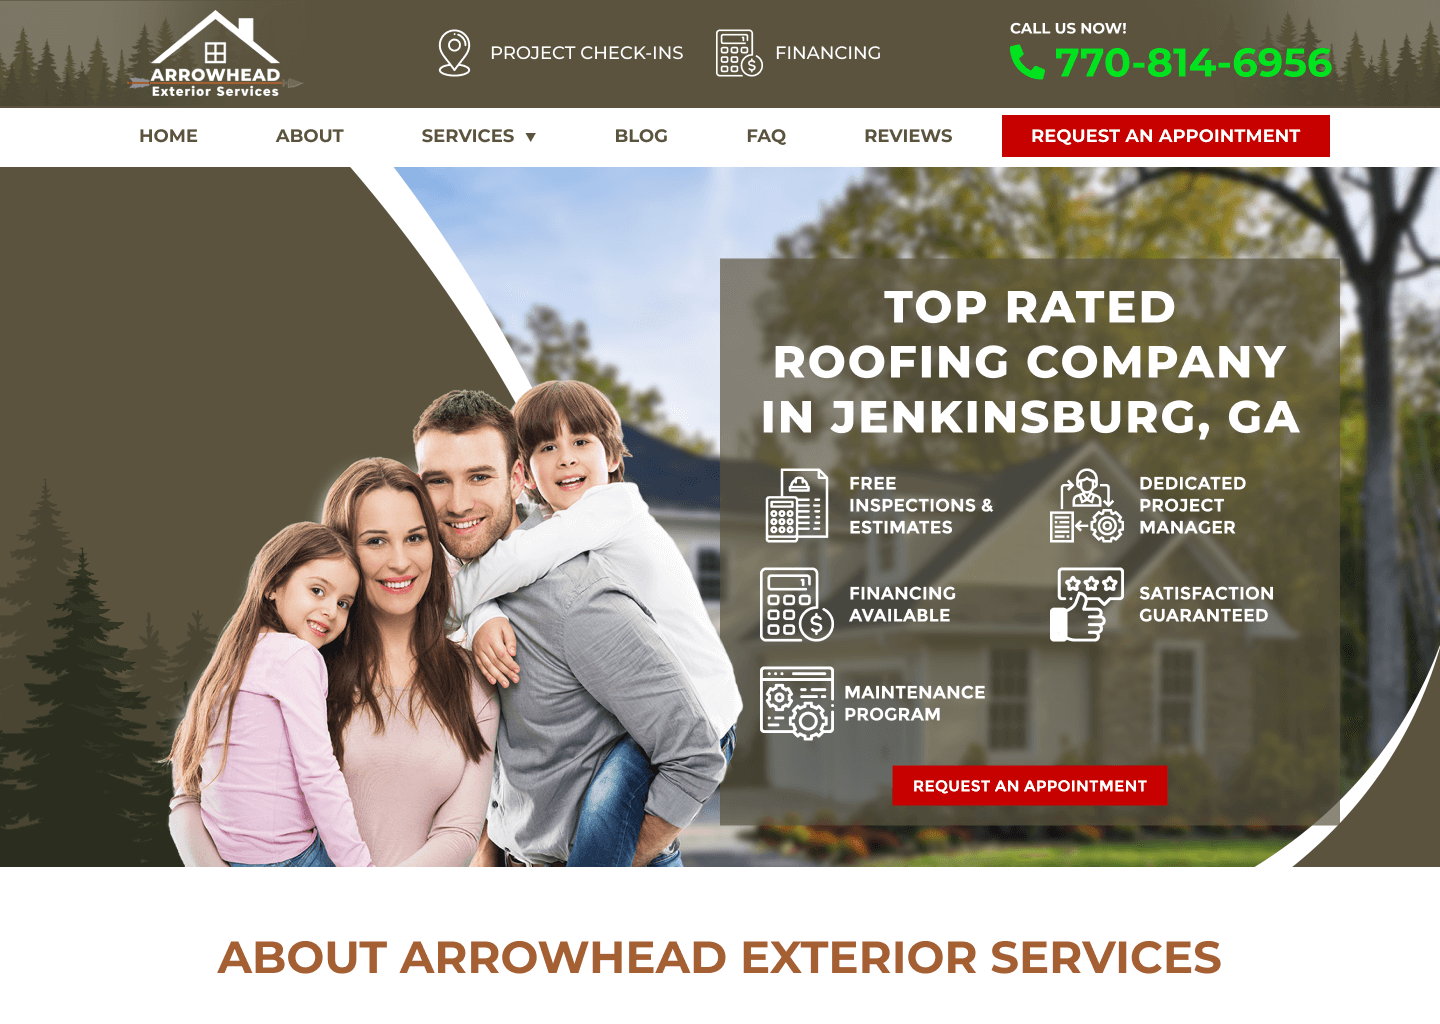 ARROWHEAD
Exterior Services
PROJECT CHECK-INS
FINANCING
CALL US NOW!
770-814-6956
HOME
ABOUT
SERVICES ▼
BLOG
FAQ
REVIEWS
REQUEST AN APPOINTMENT
TOP RATED
ROOFING COMPANY
IN JENKINSBURG, GA
FREE
INSPECTIONS &
ESTIMATES
DEDICATED
PROJECT
MANAGER
FINANCING
AVAILABLE
SATISFACTION
GUARANTEED
MAINTENANCE
PROGRAM
REQUEST AN APPOINTMENT
ABOUT ARROWHEAD EXTERIOR SERVICES